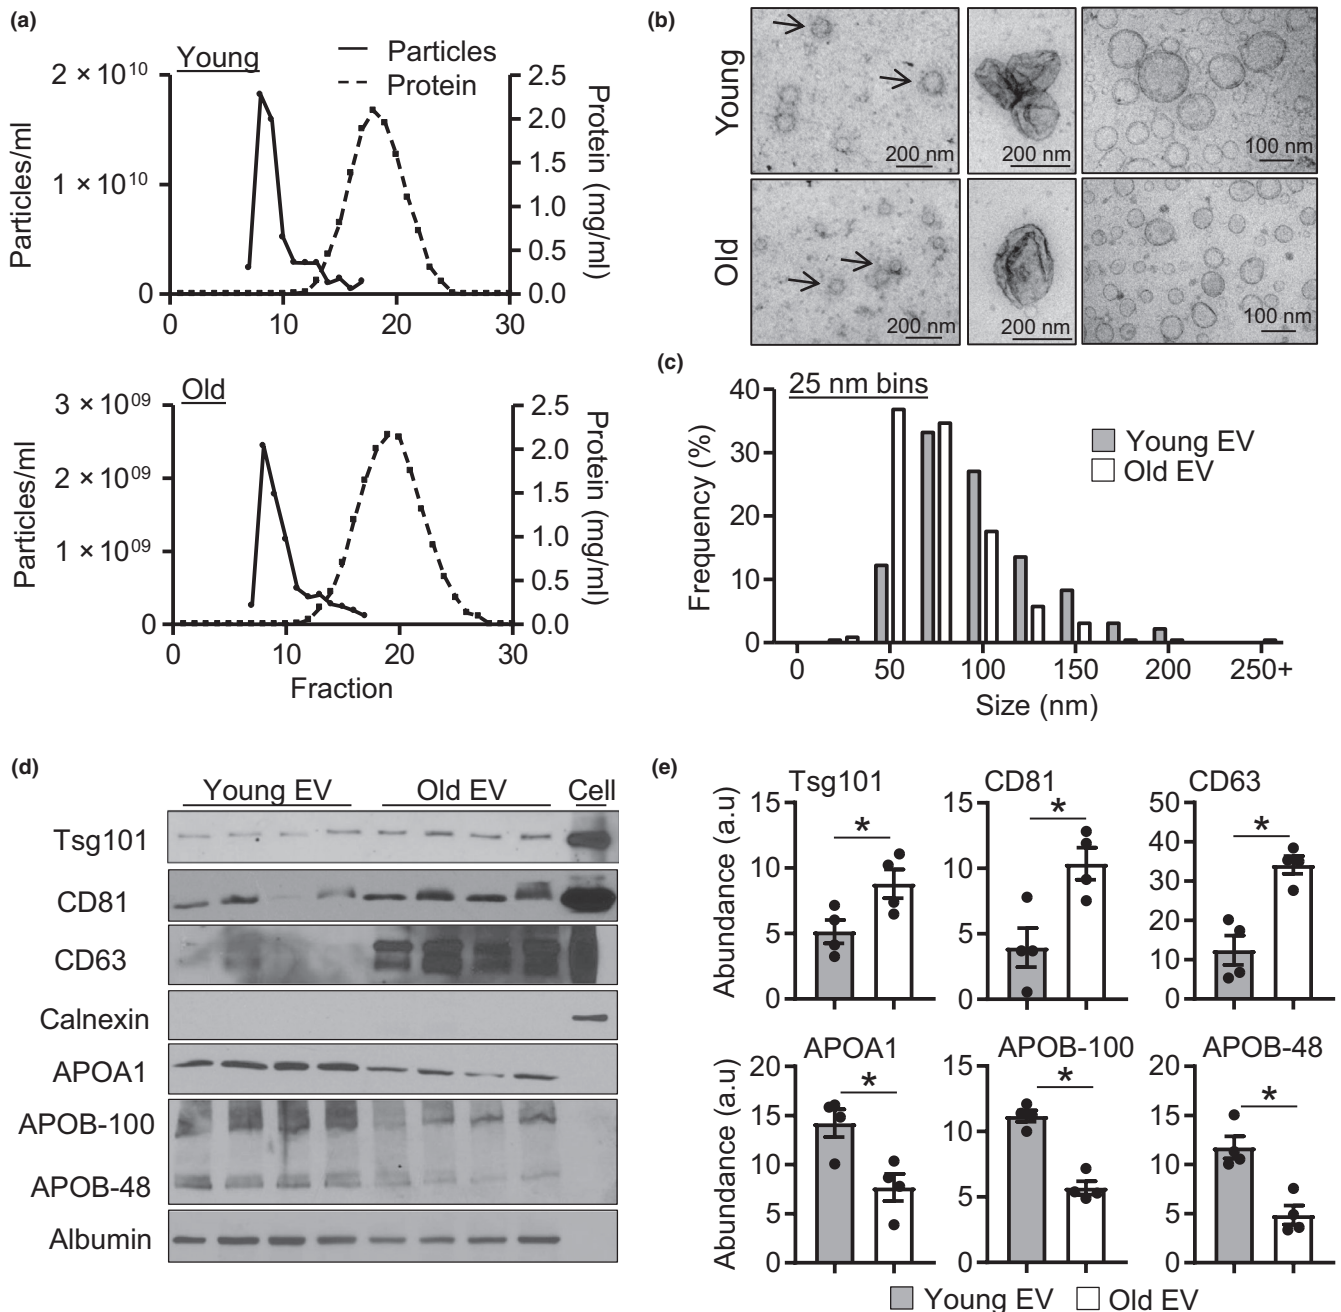 (a)
Young
Particles
Protein
2 × 10¹⁰
1 × 10¹⁰
0
Particles/ml
2.5
2.0
1.5
1.0
0.5
0.0
Protein (mg/ml)
0 10 20 30
Old
3 × 10⁰⁹
2 × 10⁰⁹
1 × 10⁰⁹
0
Particles/ml
2.5
2.0
1.5
1.0
0.5
0.0
Protein (mg/ml)
0 10 20 30
Fraction
(b)
Young
200 nm 200 nm 100 nm
Old
200 nm 200 nm 100 nm
(c)
25 nm bins
40
30
20
10
0
Frequency (%)
Young EV
Old EV
0 50 100 150 200 250+
Size (nm)
(d)
Young EV Old EV Cell
Tsg101
CD81
CD63
Calnexin
APOA1
APOB-100
APOB-48
Albumin
(e)
Tsg101 CD81 CD63
Abundance (a.u)
15
10
5
0
*
15
10
5
0
*
50
40
30
20
10
0
*
APOA1 APOB-100 APOB-48
Abundance (a.u)
20
15
10
5
0
*
15
10
5
0
*
20
15
10
5
0
*
Young EV Old EV